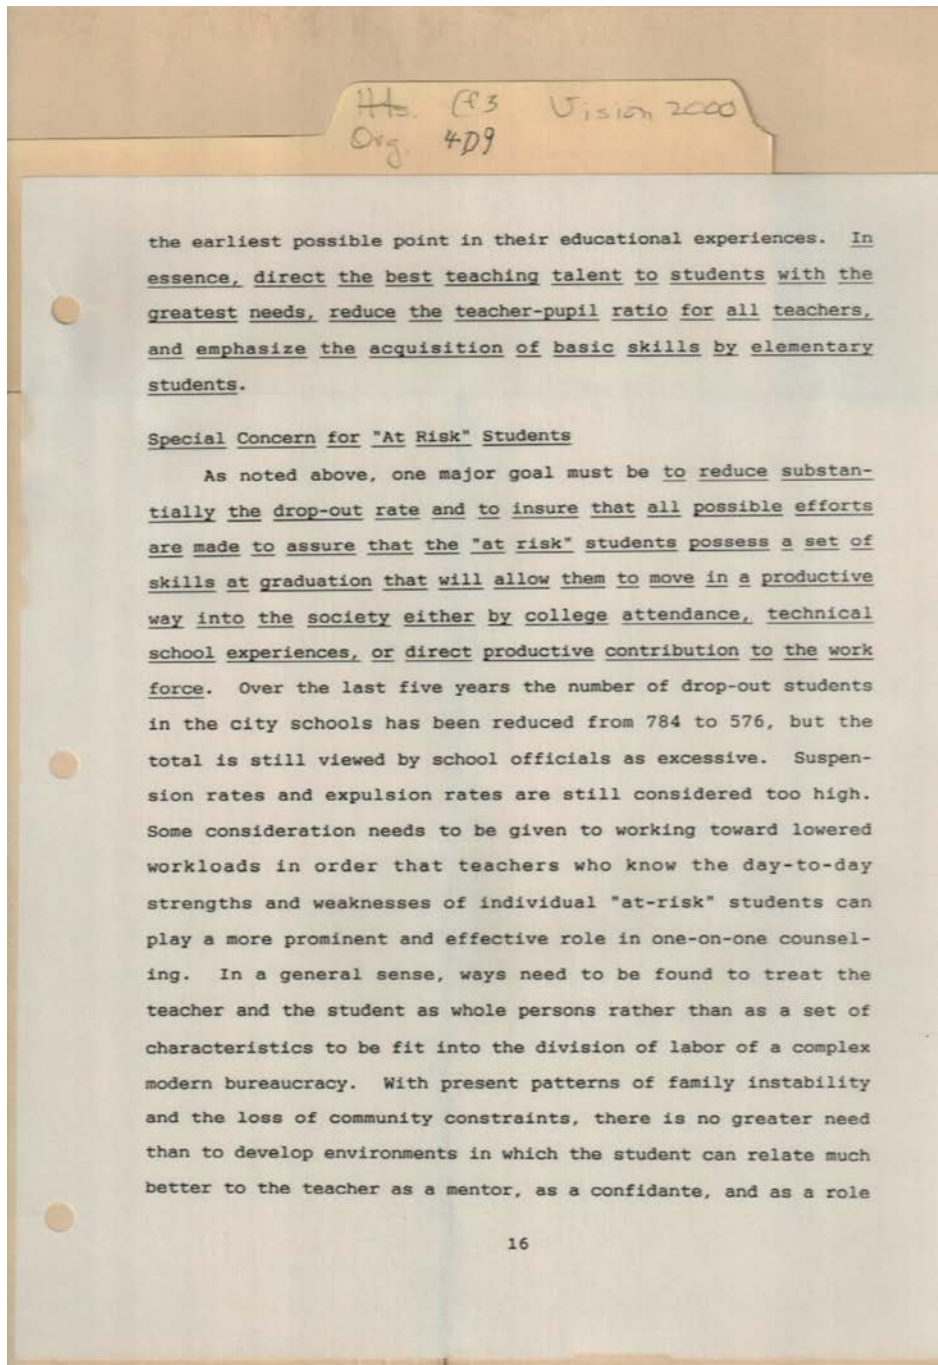 Hts. Cf3 Vision 2000
Org. 4D9
the earliest possible point in their educational experiences. In
essence, direct the best teaching talent to students with the
greatest needs, reduce the teacher-pupil ratio for all teachers,
and emphasize the acquisition of basic skills by elementary
students.
Special Concern for "At Risk" Students
As noted above, one major goal must be to reduce substan-
tially the drop-out rate and to insure that all possible efforts
are made to assure that the "at risk" students possess a set of
skills at graduation that will allow them to move in a productive
way into the society either by college attendance, technical
school experiences, or direct productive contribution to the work
force. Over the last five years the number of drop-out students
in the city schools has been reduced from 784 to 576, but the
total is still viewed by school officials as excessive. Suspen-
sion rates and expulsion rates are still considered too high.
Some consideration needs to be given to working toward lowered
workloads in order that teachers who know the day-to-day
strengths and weaknesses of individual "at-risk" students can
play a more prominent and effective role in one-on-one counsel-
ing. In a general sense, ways need to be found to treat the
teacher and the student as whole persons rather than as a set of
characteristics to be fit into the division of labor of a complex
modern bureaucracy. With present patterns of family instability
and the loss of community constraints, there is no greater need
than to develop environments in which the student can relate much
better to the teacher as a mentor, as a confidante, and as a role
16